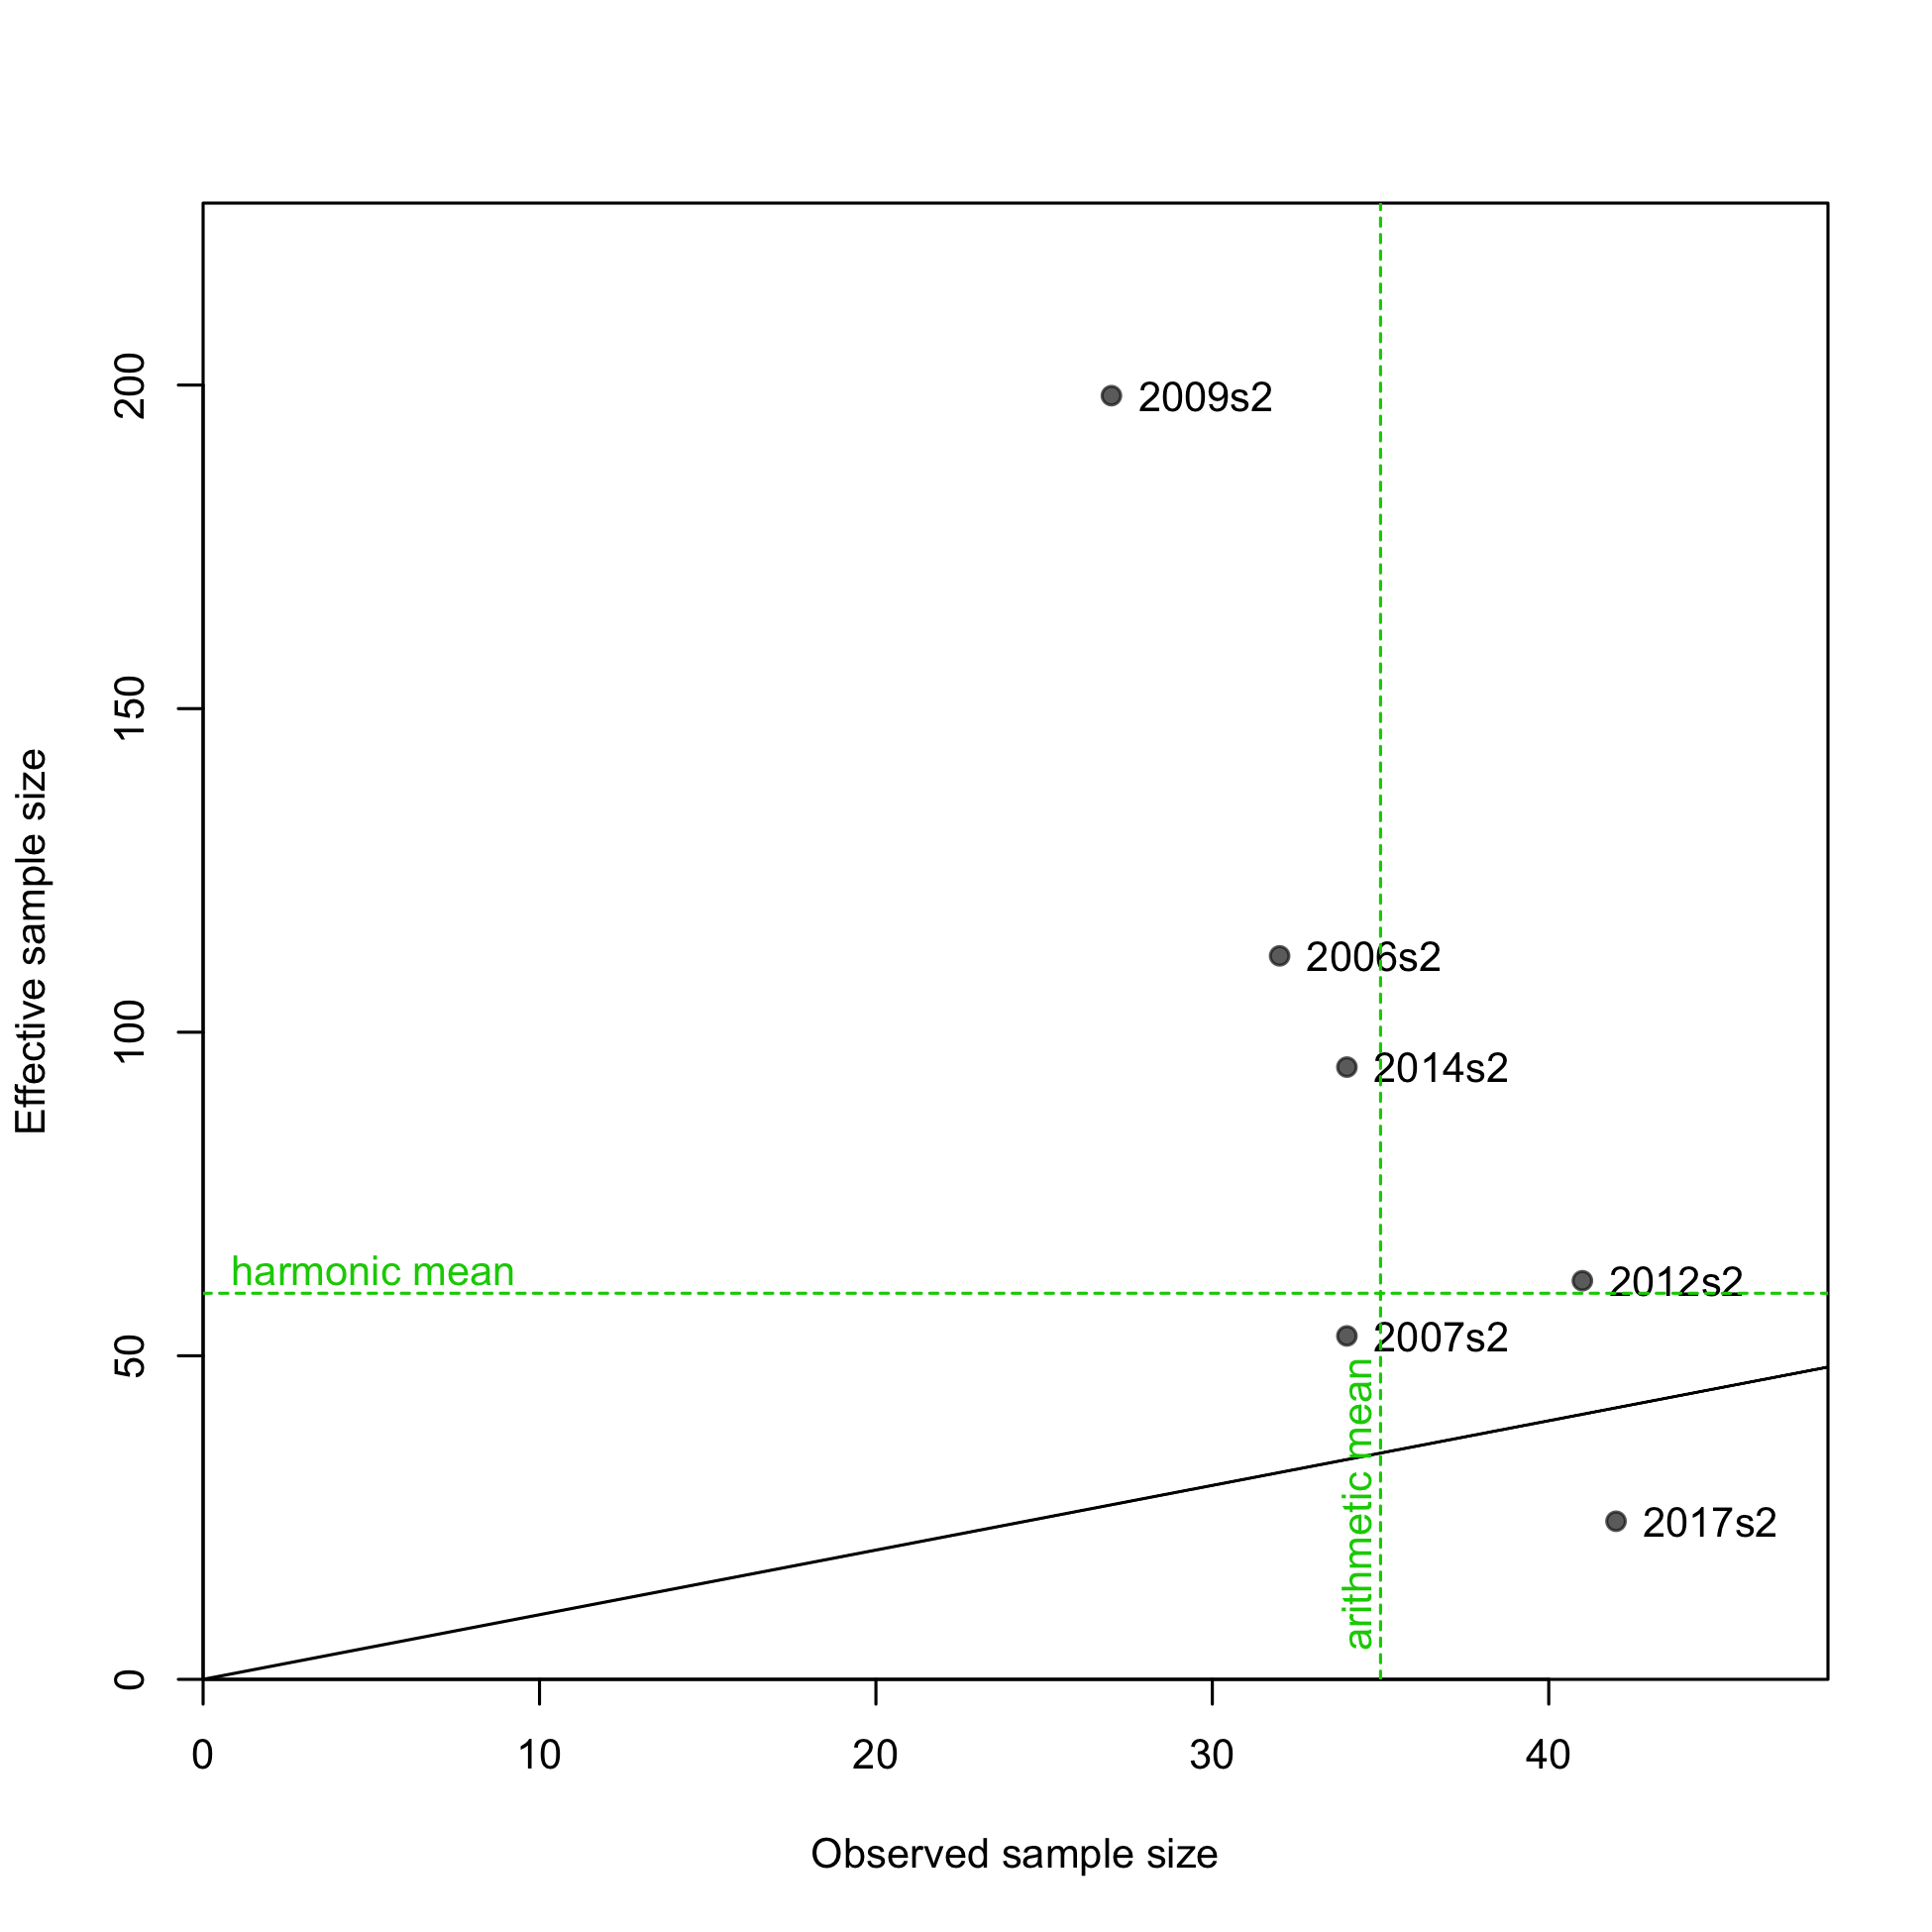 200
150
100
50
0
Effective sample size
2009s2
2006s2
2014s2
harmonic mean
2012s2
2007s2
arithmetic mean
2017s2
0 10 20 30 40
Observed sample size